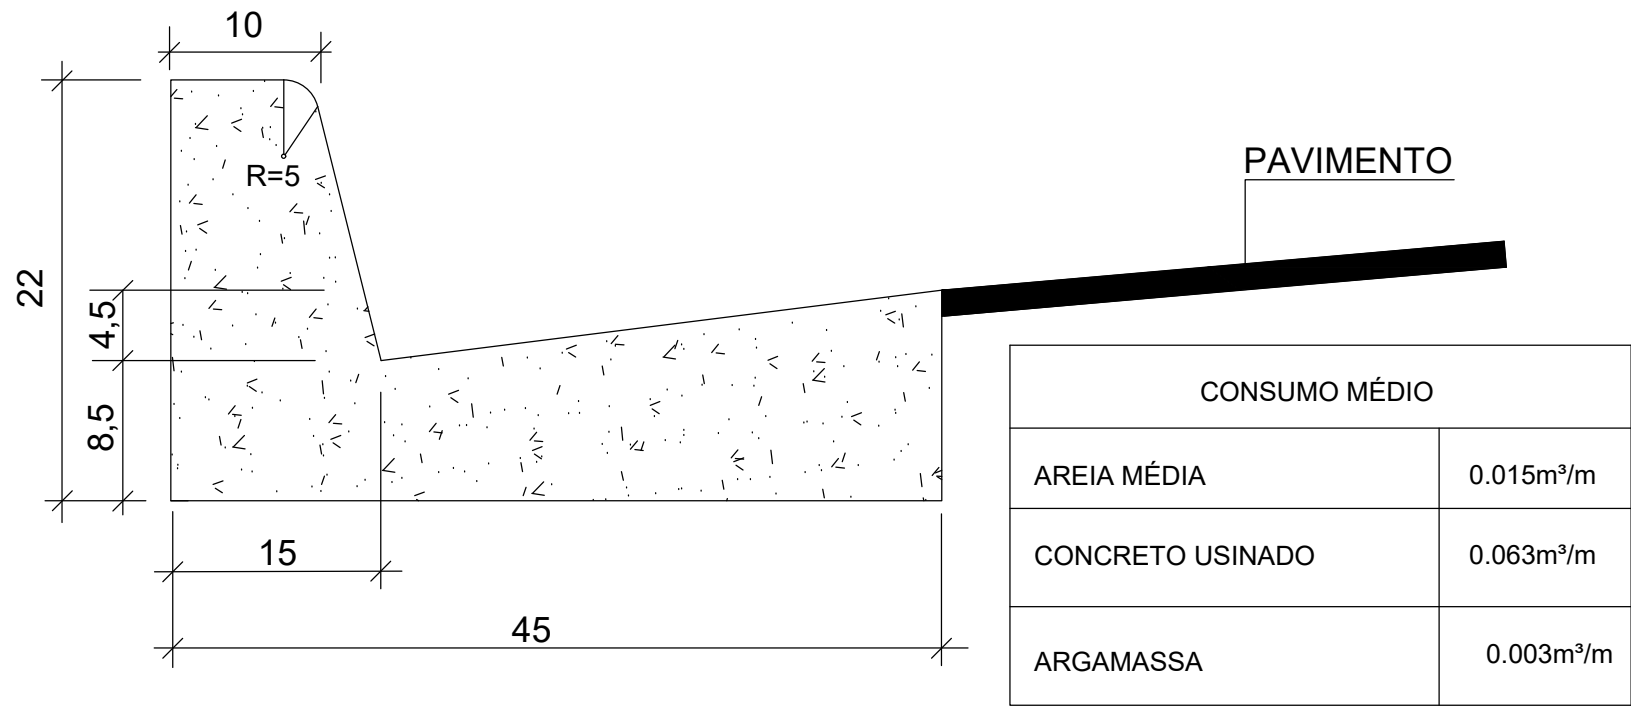 10
22
R=5
PAVIMENTO
4,5
8,5
15
45
CONSUMO MÉDIO
AREIA MÉDIA 0.015m³/m
CONCRETO USINADO 0.063m³/m
ARGAMASSA 0.003m³/m